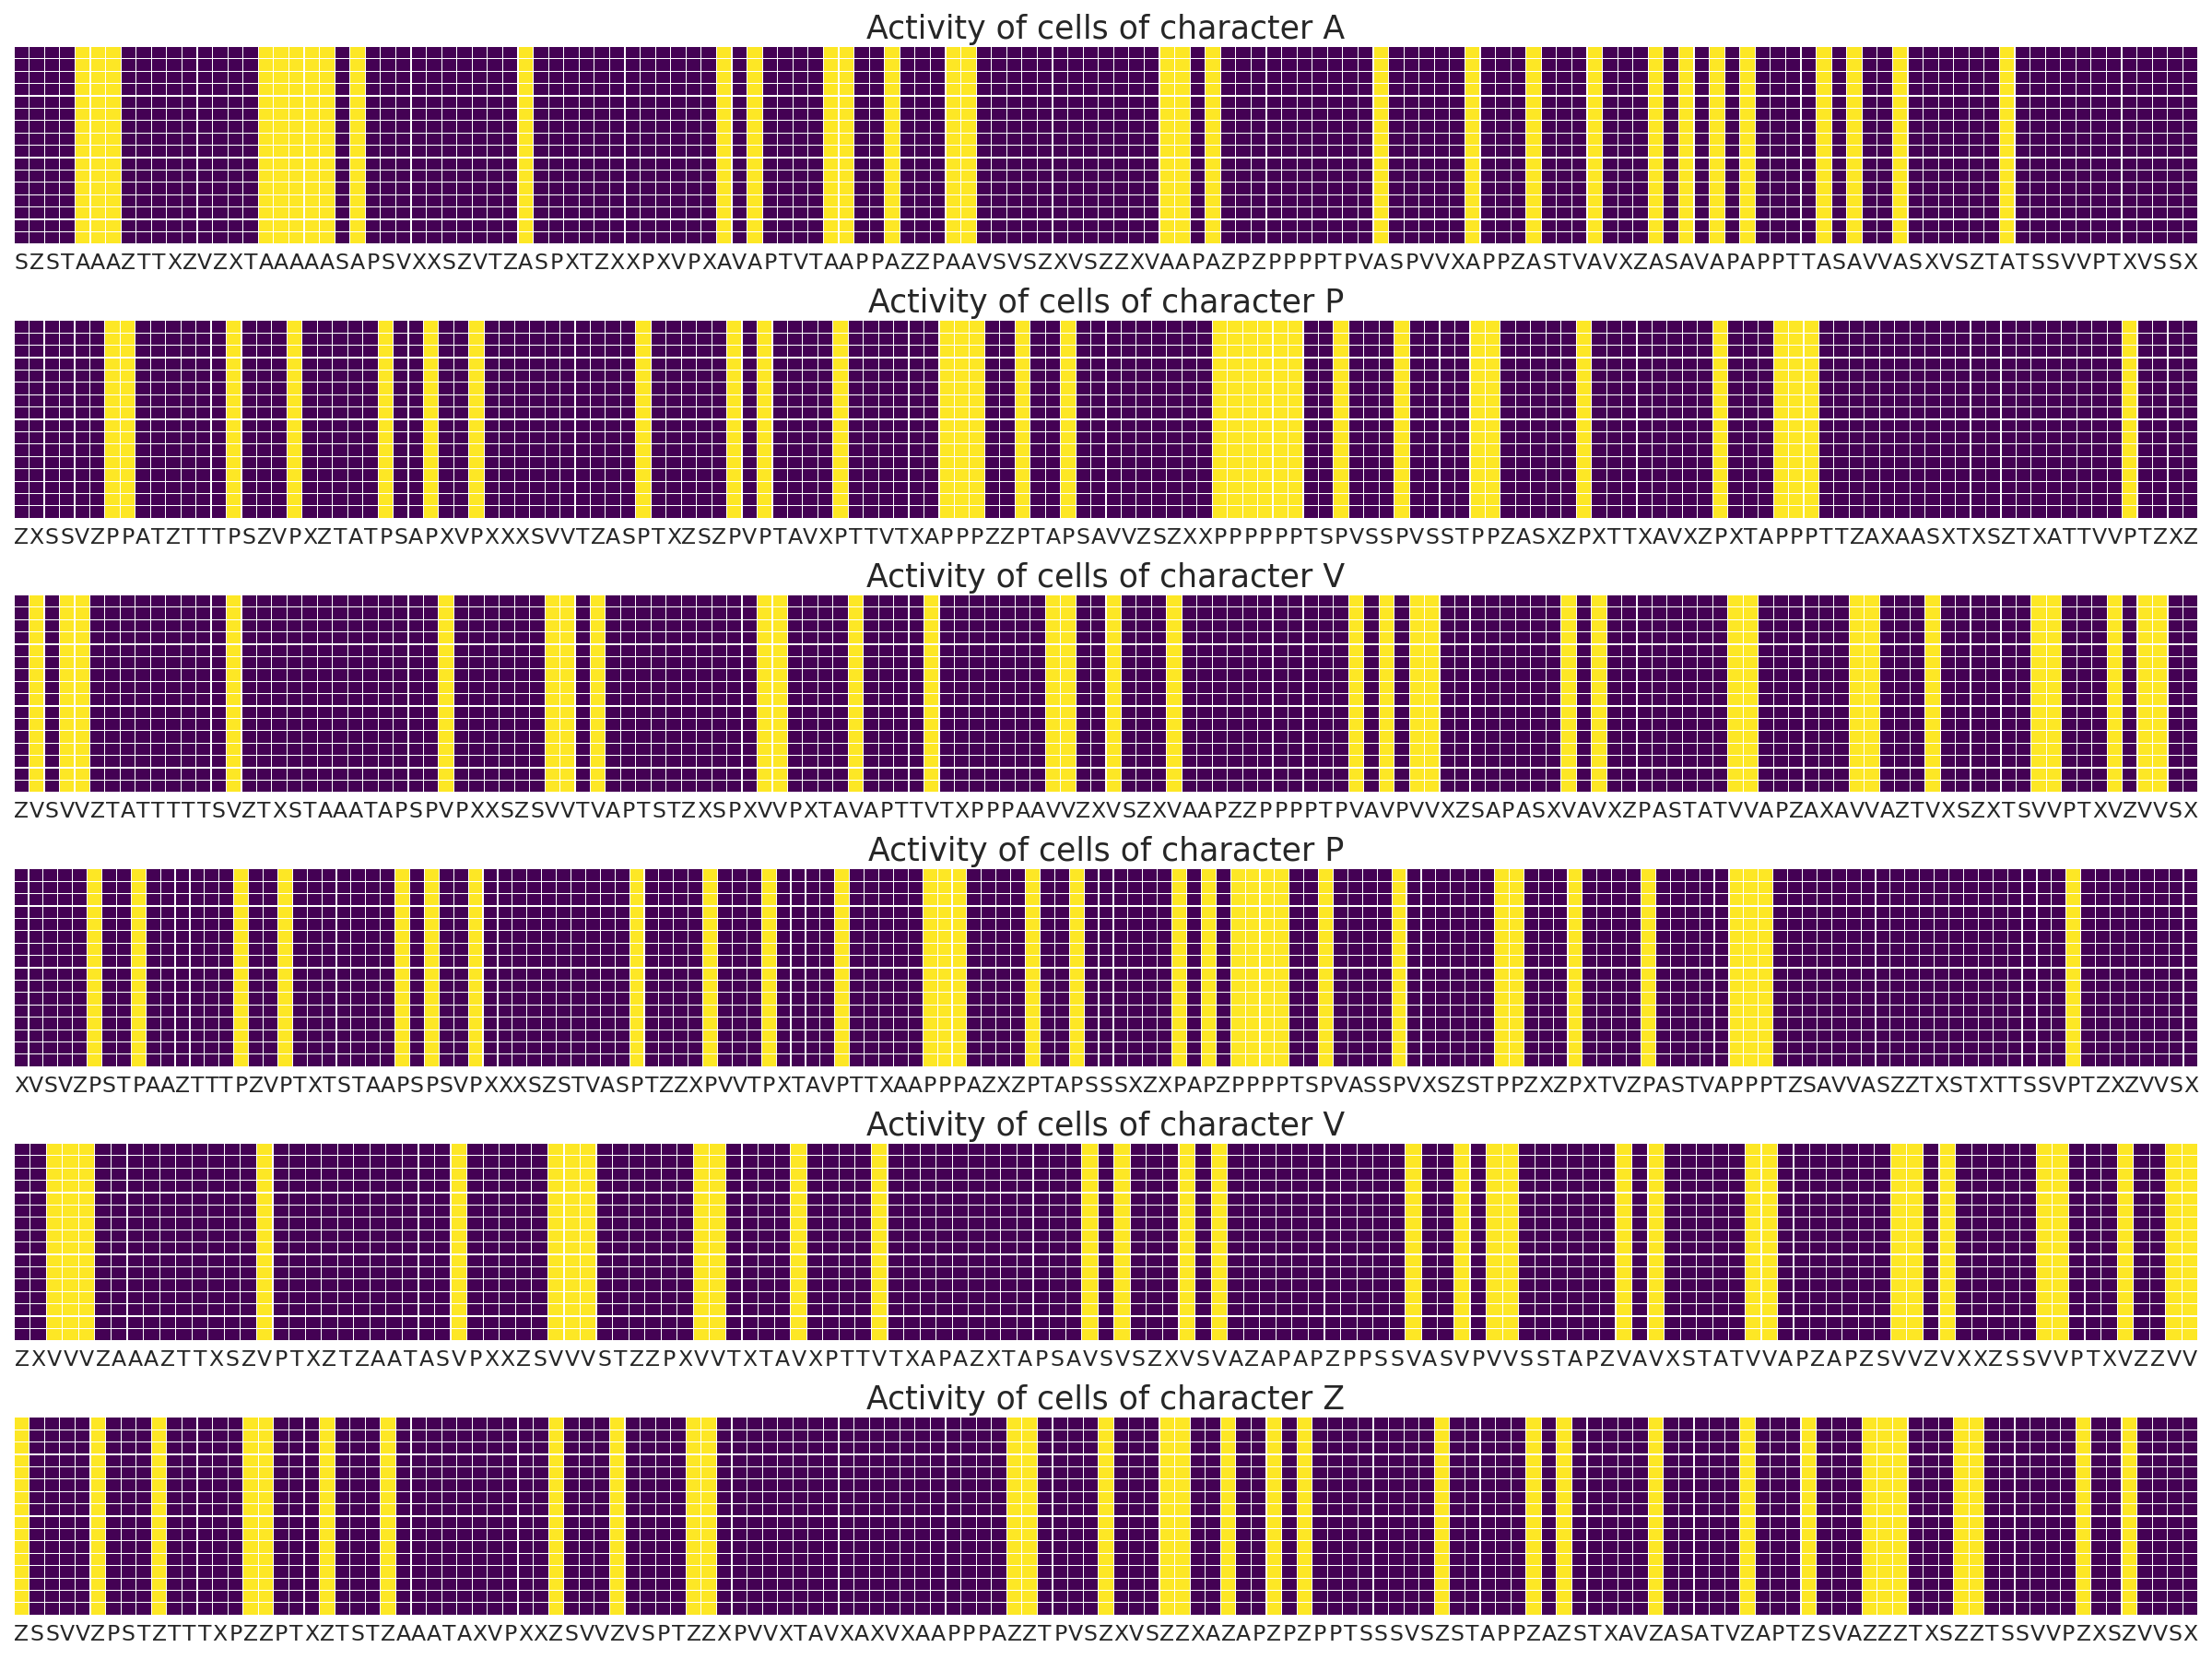 Activity of cells of character A
SZSTAAAZTTXZVZXTAAAAASAPSVXXSZVTZASPXTZXXPXVPXAVAPTVTAAPPAZZPAAVSVSZXVSZZXVAAPAZPZPPPPTPVASPVVXAPPZASTVAVXZASAVAPAPPTTASAVVASXVSZTATSSVVPTXVSSX
Activity of cells of character P
ZXSSVZPPATZTTTPSZVPXZTATPSAPXVPXXXSVVTZASPTXZSZPVPTAVXPTTVTXAPPPZZPTAPSAVVZSZXXPPPPPPTSPVSSPVSSTPPZASXZPXTTXAVXZPXTAPPPTTZAXAASXTXSZTXATTVVPTZXZ
Activity of cells of character V
ZVSVVZTATTTTTSVZTXSTAAATAPSPVPXXSZSVVTVAPTSTZXSPXVVPXTAVAPTTVTXPPPAAVVZXVSZXVAAPZZPPPPTPVAVPVVXZSAPASXVAVXZPASTATVVAPZAXAVVAZTVXSZXTSVVPTXVZVVSX
Activity of cells of character P
XVSVZPSTPAAZTTTPZVPTXTSTAAPSPSVPXXXSZSTVASPTZZXPVVTPXTAVPTTXAAPPPAZXZPTAPSSSXZXPAPZPPPPTSPVASSPVXSZSTPPZXZPXTVZPASTVAPPPTZSAVVASZZTXSTXTTSSVPTZXZVVSX
Activity of cells of character V
ZXVVVZAAAZTTXSZVPTXZTZAATASVPXXZSVVVSTZZPXVVTXTAVXPTTVTXAPAZXTAPSAVSVSZXVSVAZAPAPZPPSSVASVPVVSSTAPZVAVXSTATVVAPZAPZSVVZVXXZSSVVPTXVZZVV
Activity of cells of character Z
ZSSVVZPSTZTTTXPZZPTXZTSTZAAATAXVPXXZSVVZVSPTZZXPVVXTAVXAXVXAAPPPAZZTPVSZXVSZZXAZAPZPZPPTSSSVSZSTAPPZAZSTXAVZASATVZAPTZSVAZZZTXSZZTSSVVPZXSZVVSX